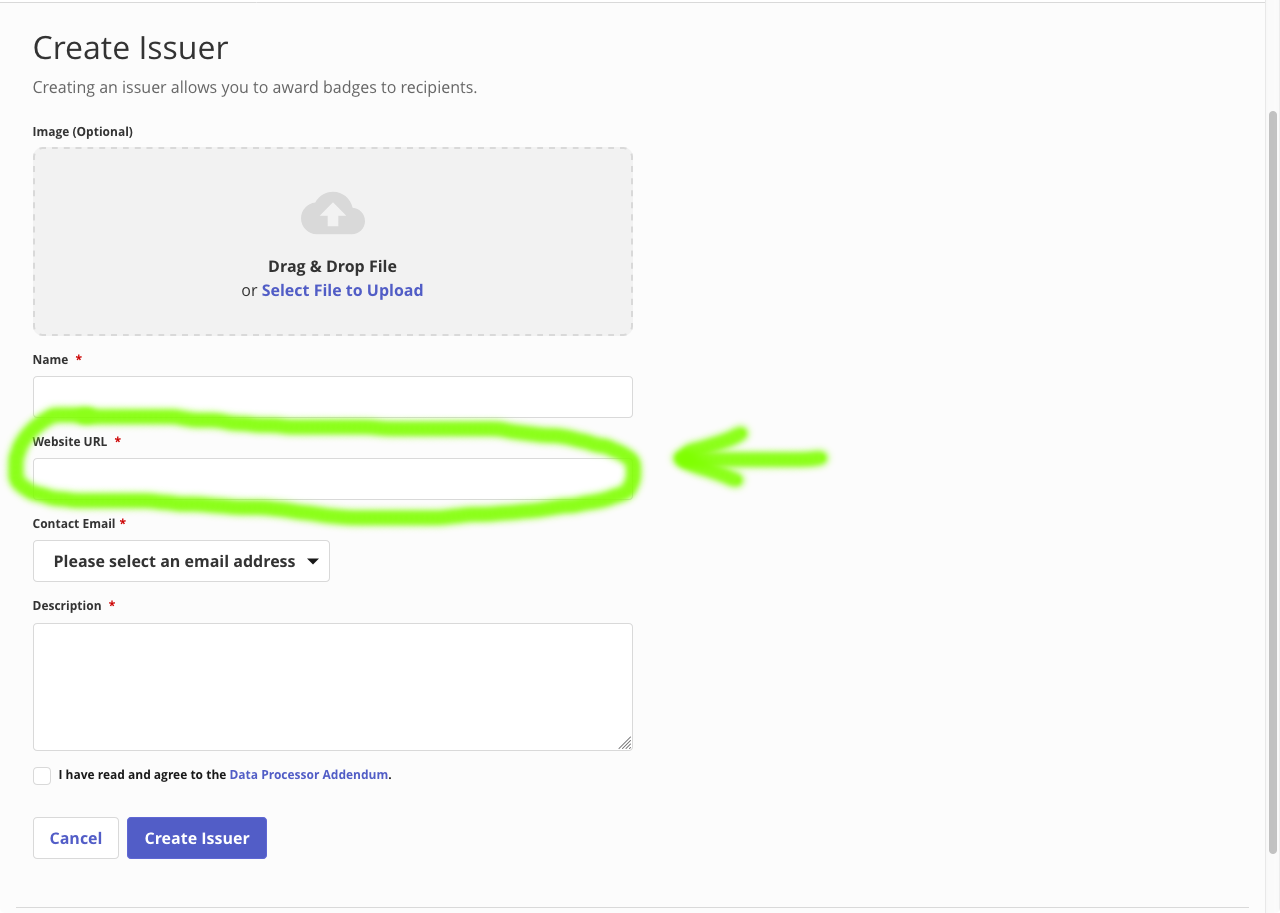 Create Issuer
Creating an issuer allows you to award badges to recipients.
Image (Optional)
Drag & Drop File
or Select File to Upload
Name *
Website URL *
Contact Email *
Please select an email address
Description *
I have read and agree to the Data Processor Addendum.
Cancel Create Issuer